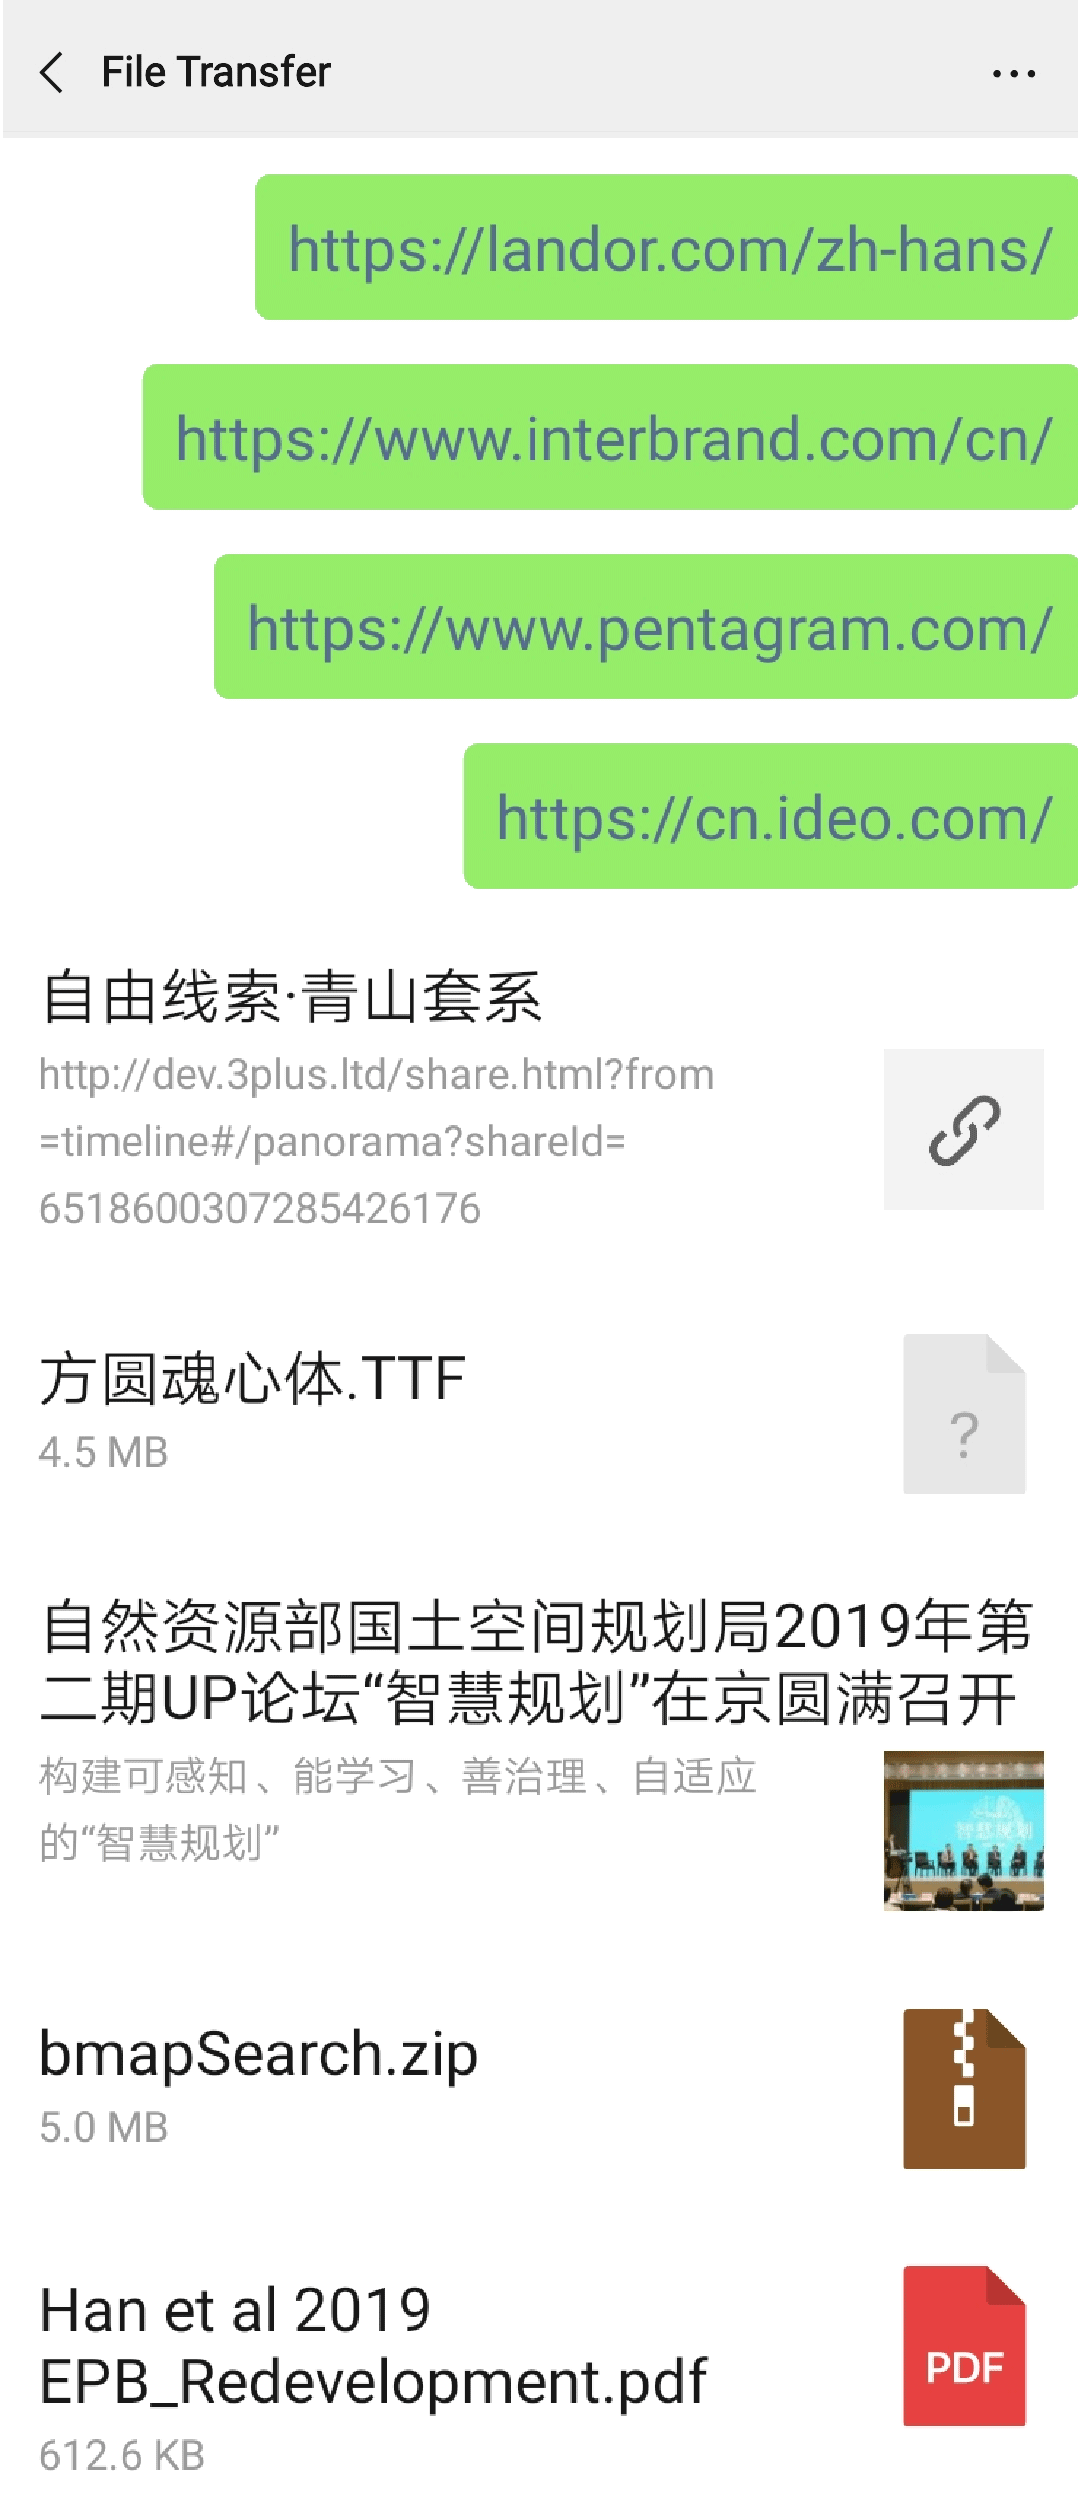 File Transfer
https://landor.com/zh-hans/
https://www.interbrand.com/cn/
https://www.pentagram.com/
https://cn.ideo.com/
自由线索·青山套系
http://dev.3plus.ltd/share.html?from
=timeline#/panorama?shareId=
6518600307285426176
方圆魂心体.TTF
4.5 MB
?
自然资源部国土空间规划局2019年第
二期UP论坛“智慧规划”在京圆满召开
构建可感知、能学习、善治理、自适应
的“智慧规划”
智慧规划
bmapSearch.zip
5.0 MB
Han et al 2019
EPB_Redevelopment.pdf
PDF
612.6 KB